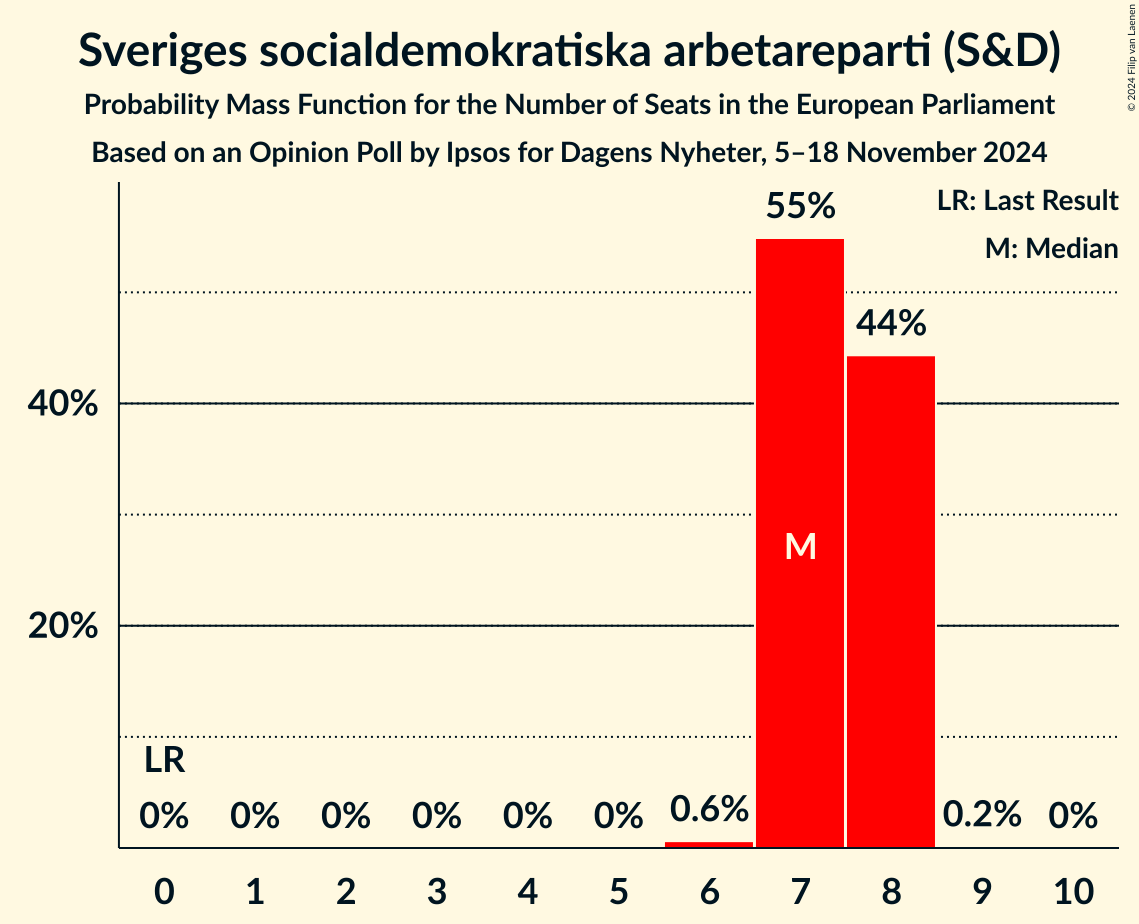 Sveriges socialdemokratiska arbetareparti (S&D)
Probability Mass Function for the Number of Seats in the European Parliament
Based on an Opinion Poll by Ipsos for Dagens Nyheter, 5–18 November 2024
© 2024 Filip van Laenen
LR: Last Result
M: Median
55%
44%
40%
M
20%
LR
0% 0% 0% 0% 0% 0% 0.6% 0.2% 0%
0 1 2 3 4 5 6 7 8 9 10